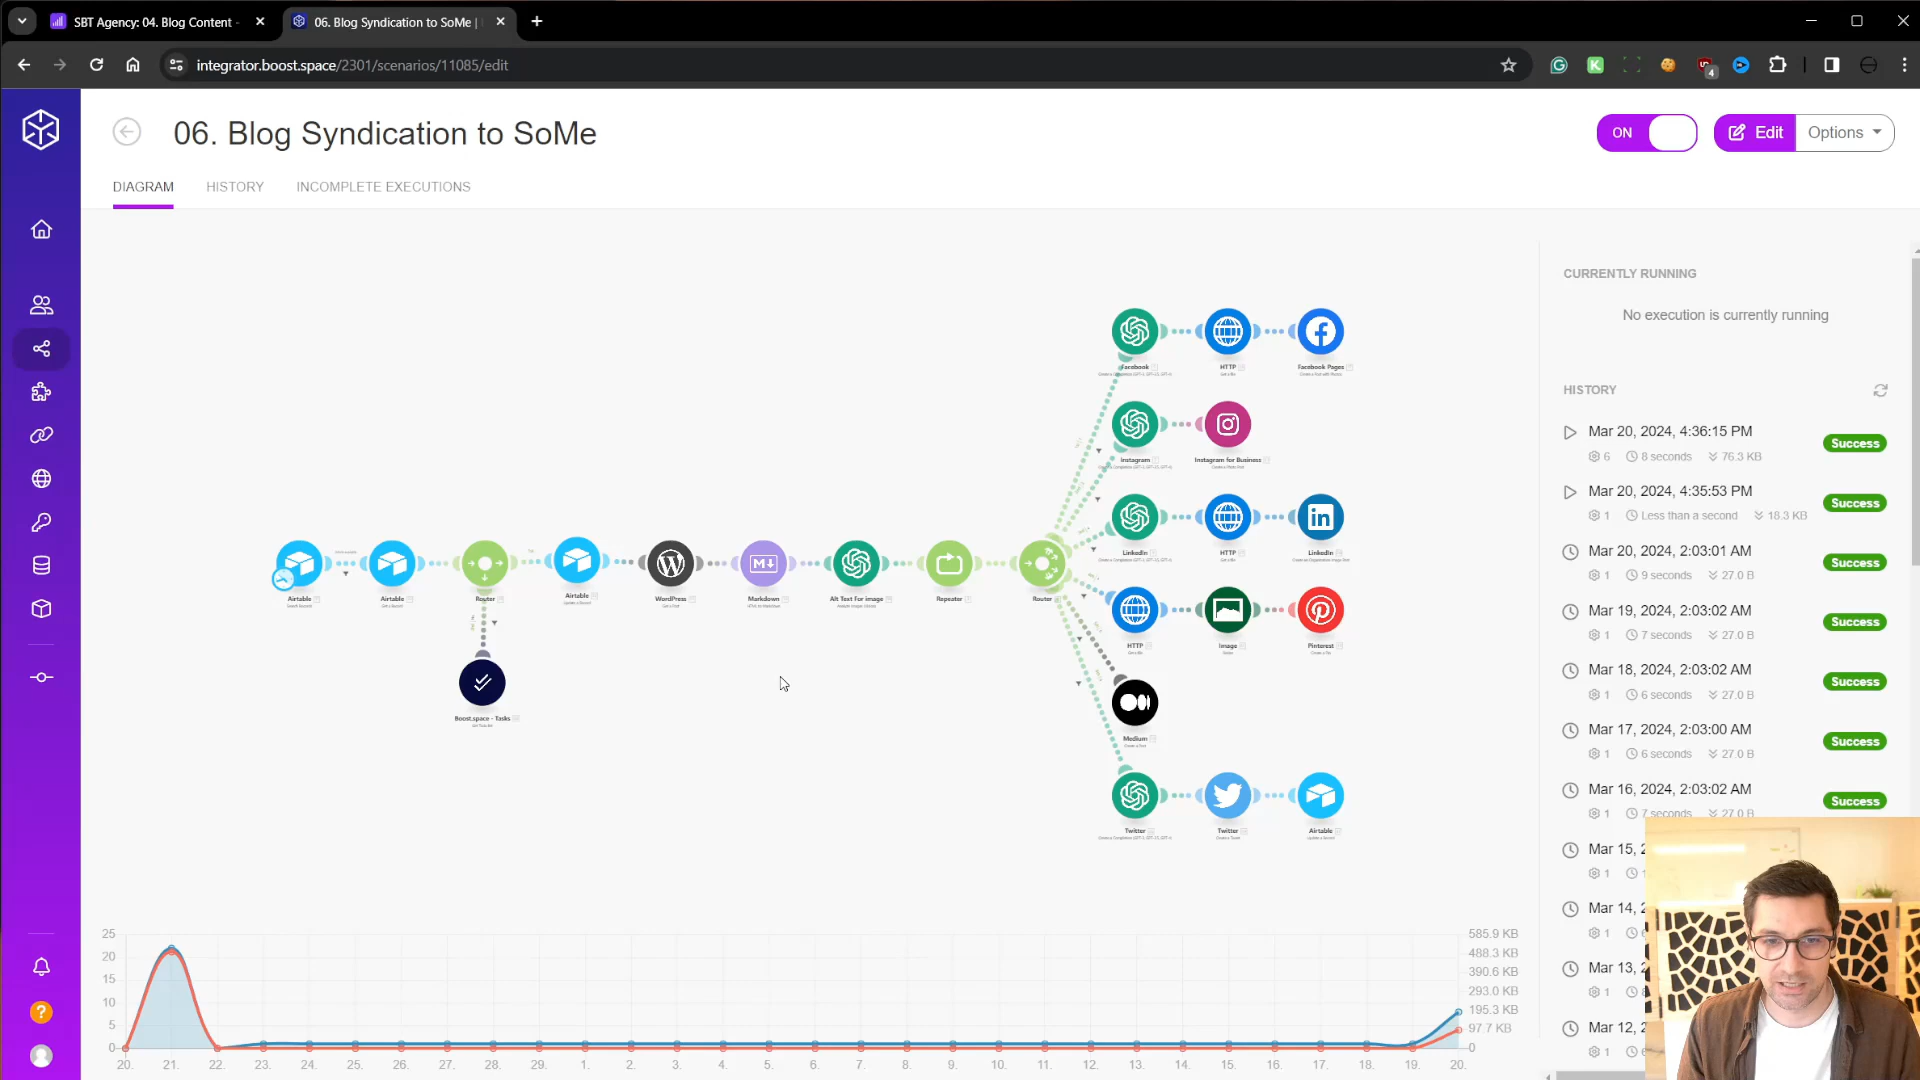 SBT Agency: 04. Blog Content -
06. Blog Syndication to SoMe |
integrator.boost.space/2301/scenarios/11085/edit
4
06. Blog Syndication to SoMe
ON
Edit
Options
DIAGRAM
HISTORY
INCOMPLETE EXECUTIONS
CURRENTLY RUNNING
No execution is currently running
HISTORY
Mar 20, 2024, 4:36:15 PM
6
8 seconds
76.3 KB
Success
Mar 20, 2024, 4:35:53 PM
1
Less than a second
18.3 KB
Success
Mar 20, 2024, 2:03:01 AM
1
9 seconds
27.0 B
Success
Mar 19, 2024, 2:03:02 AM
1
7 seconds
27.0 B
Success
Mar 18, 2024, 2:03:02 AM
1
6 seconds
27.0 B
Success
Mar 17, 2024, 2:03:00 AM
1
6 seconds
27.0 B
Success
Mar 16, 2024, 2:03:02 AM
1
7 seconds
27.0 B
Success
Mar 15,
1
Mar 14,
1
Mar 13,
1
Mar 12,
1
Facebook
HTTP
Facebook Pages
Instagram
Instagram for Business
LinkedIn
HTTP
LinkedIn
HTTP
Image
Pinterest
Medium
Twitter
Twitter
Airtable
Airtable
Airtable
Router
Airtable
WordPress
M
Markdown
Alt Text For image
Repeater
Router
Boost.space - Tasks
25
20
15
10
5
0
585.9 KB
488.3 KB
390.6 KB
293.0 KB
195.3 KB
97.7 KB
0
20. 21. 22. 23. 24. 25. 26. 27. 28. 29. 1. 2. 3. 4. 5. 6. 7. 8. 9. 10. 11. 12. 13. 14. 15. 16. 17. 18. 19. 20.